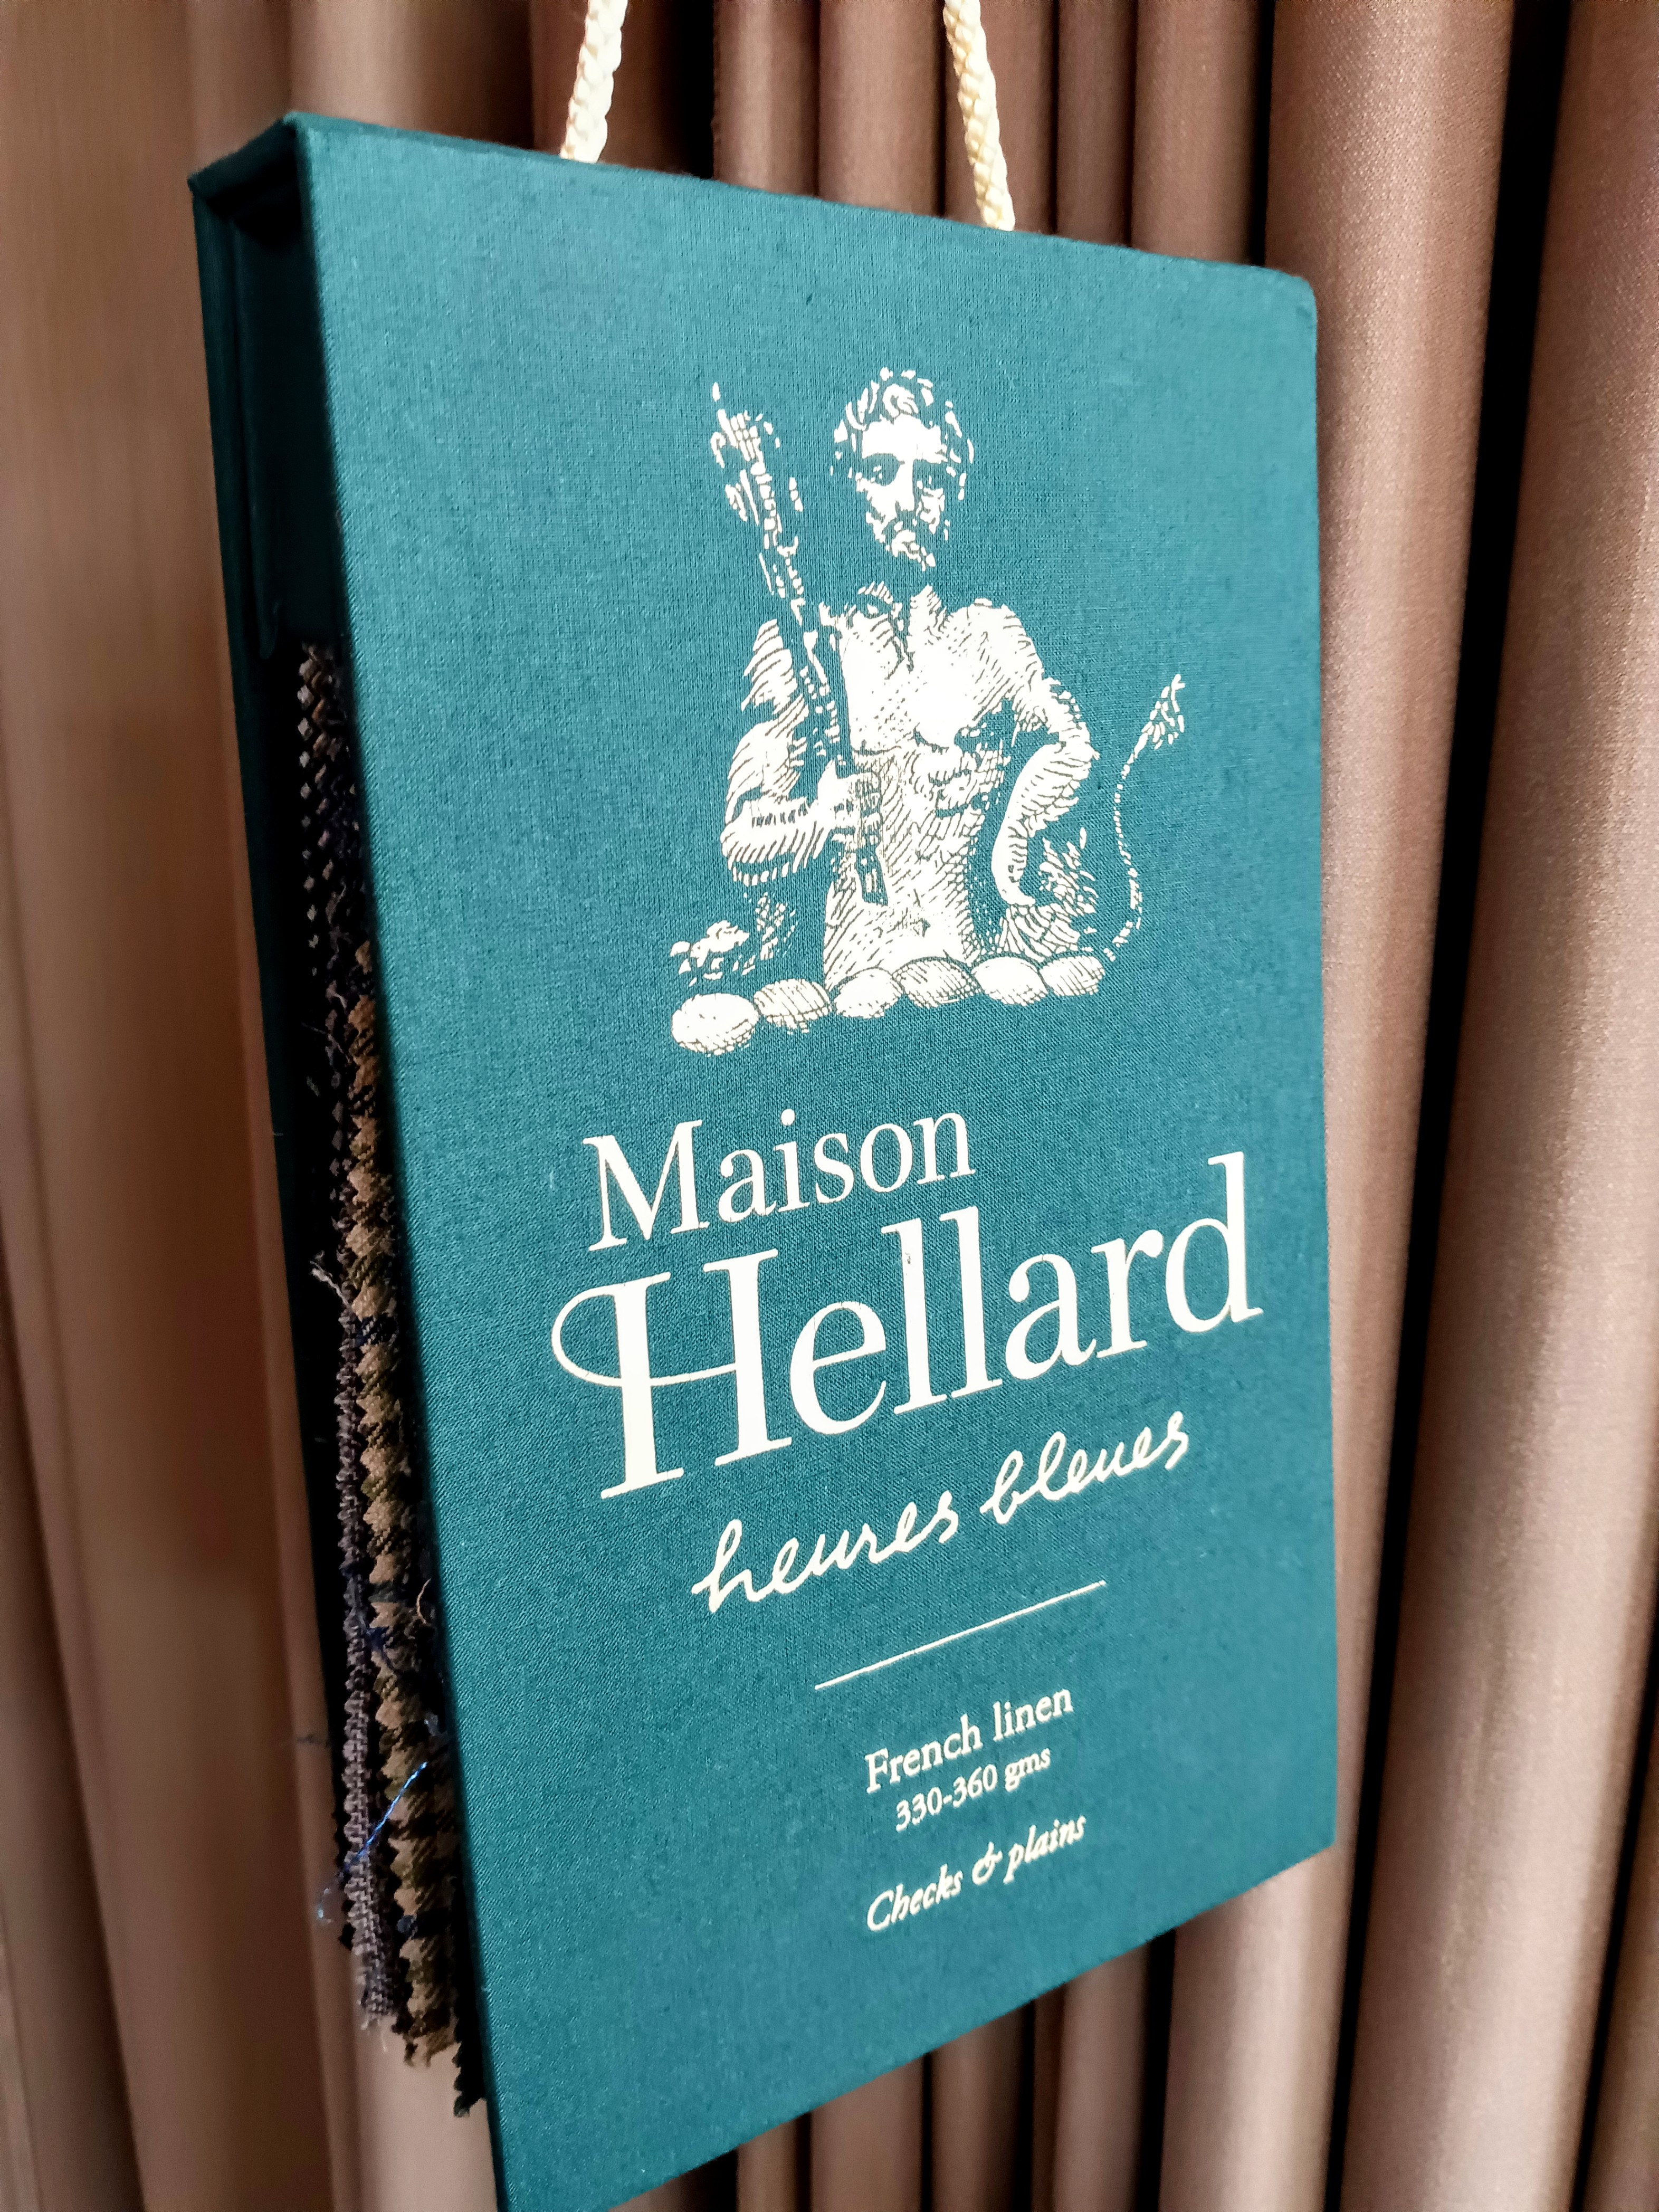 Maison
Hellard
heures bleues
French linen
330-360 gms
Checks & plains